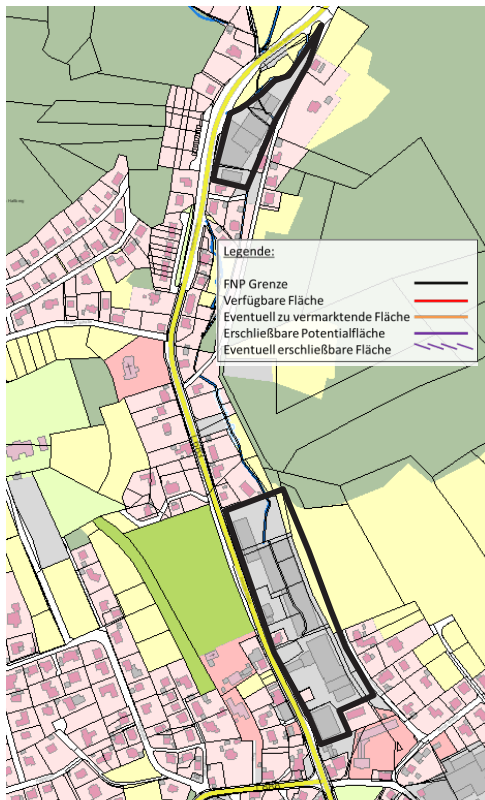 Legende:
FNP Grenze
Verfügbare Fläche
Eventuell zu vermarktende Fläche
Erschließbare Potentialfläche
Eventuell erschließbare Fläche